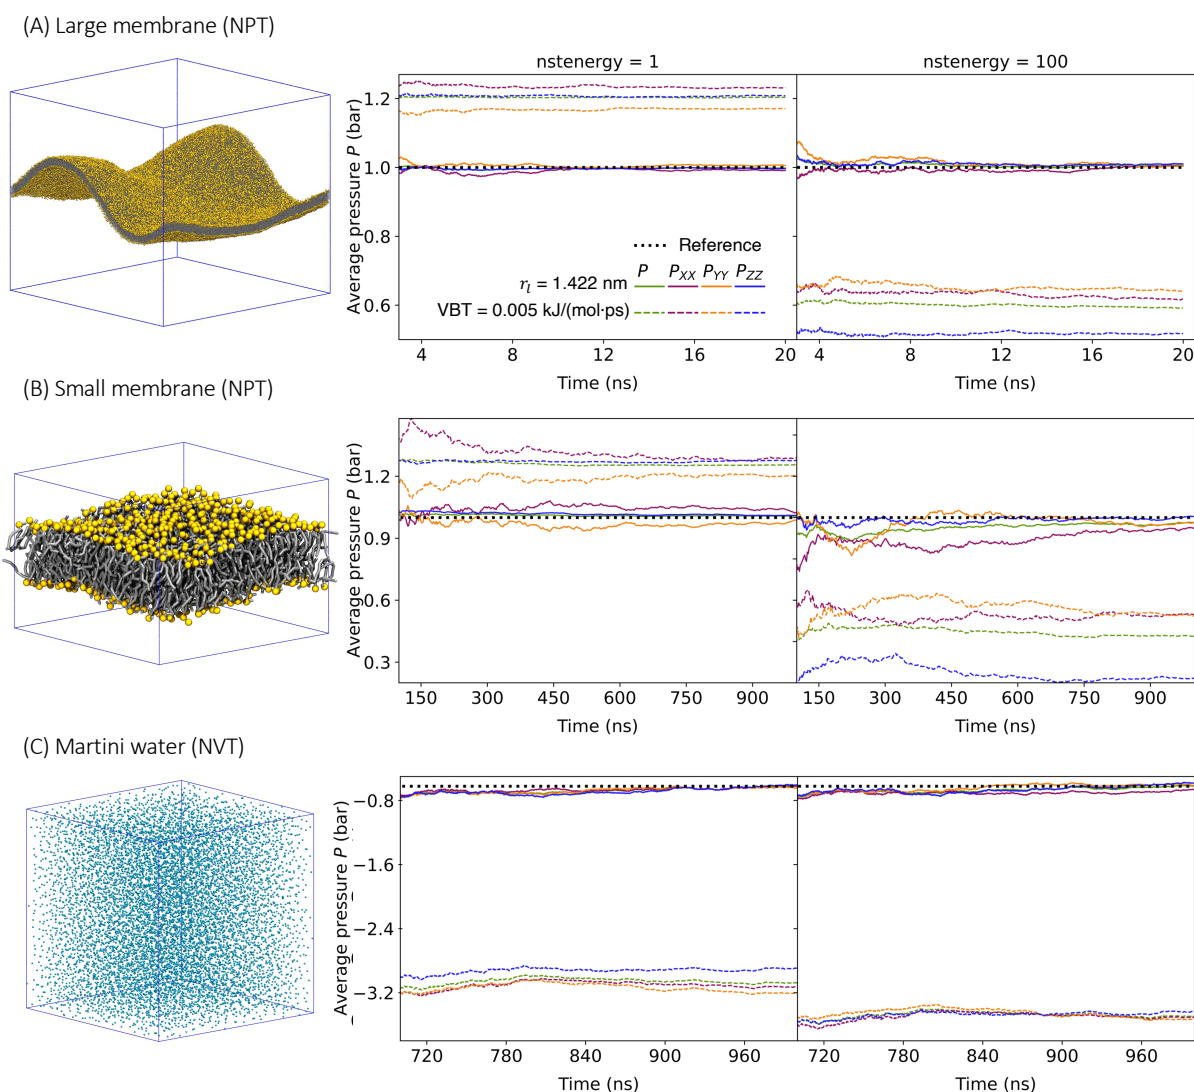 (A) Large membrane (NPT)
nstenergy = 1
nstenergy = 100
Average pressure P (bar)
1.2
1.0
0.8
0.6
Reference
P P_XX P_YY P_ZZ
r_l = 1.422 nm
VBT = 0.005 kJ/(mol·ps)
4 8 12 16 20
4 8 12 16 20
Time (ns)
Time (ns)
(B) Small membrane (NPT)
Average pressure P (bar)
1.2
0.9
0.6
0.3
150 300 450 600 750 900
150 300 450 600 750 900
Time (ns)
Time (ns)
(C) Martini water (NVT)
Average pressure P (bar)
−0.8
−1.6
−2.4
−3.2
720 780 840 900 960
720 780 840 900 960
Time (ns)
Time (ns)